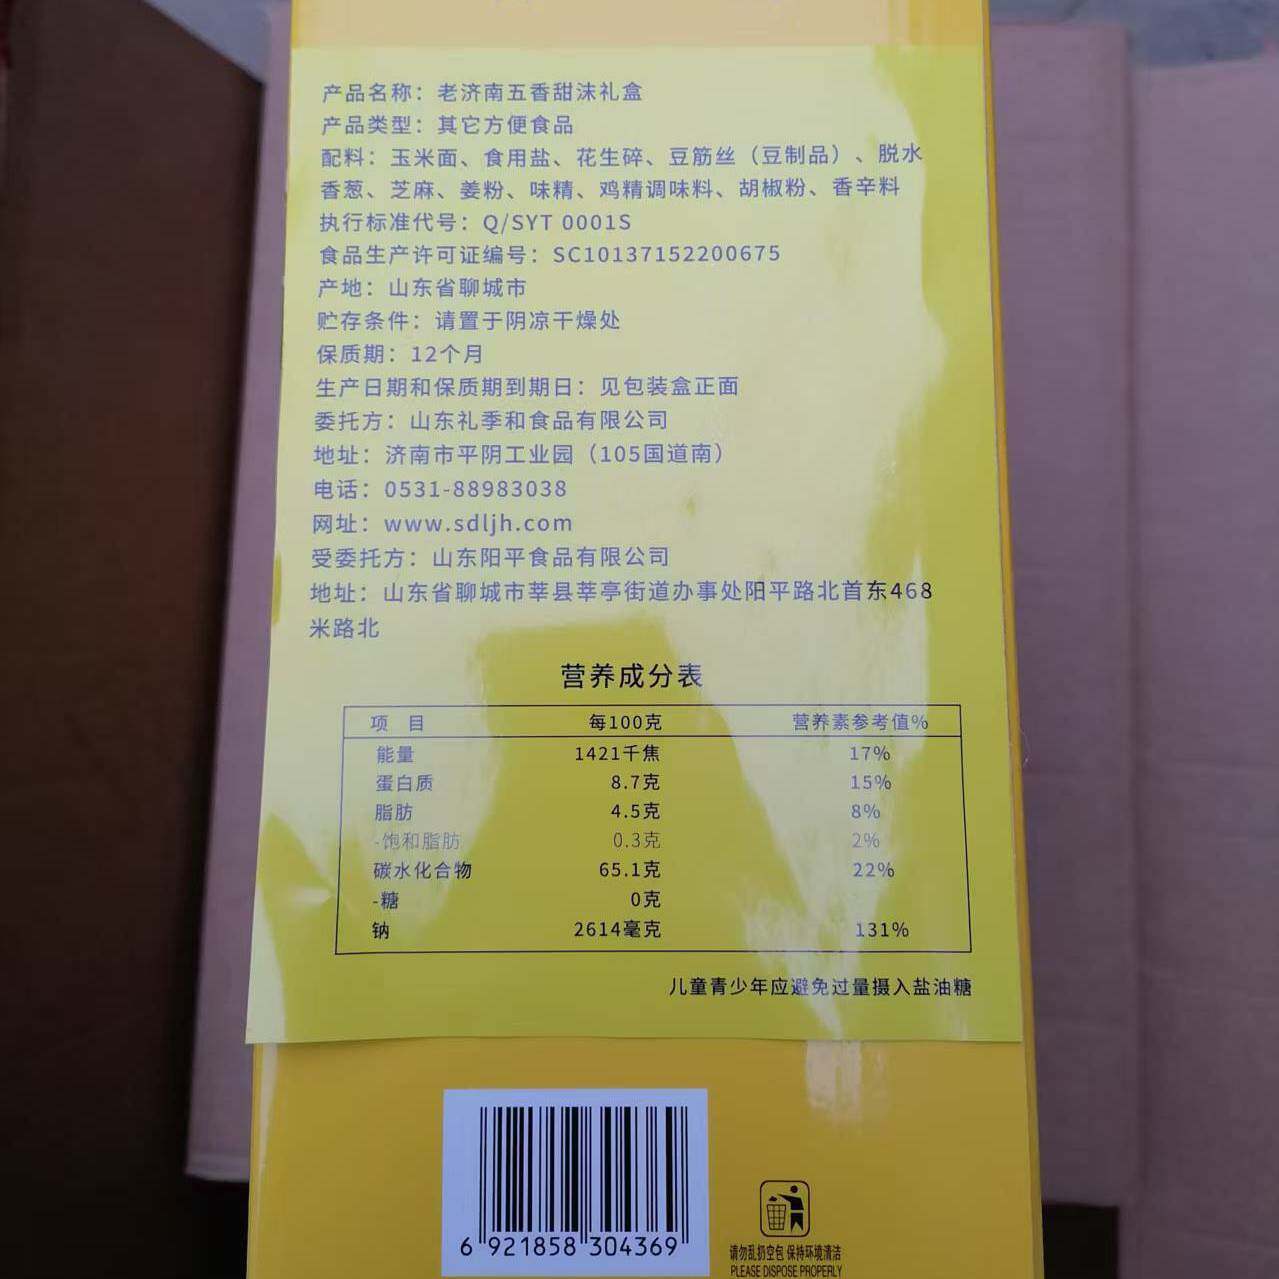 产品名称：老济南五香甜沫礼盒
产品类型：其它方便食品
配料：玉米面、食用盐、花生碎、豆筋丝（豆制品）、脱水
香葱、芝麻、姜粉、味精、鸡精调味料、胡椒粉、香辛料
执行标准代号：Q/SYT 0001S
食品生产许可证编号：SC10137152200675
产地：山东省聊城市
贮存条件：请置于阴凉干燥处
保质期：12个月
生产日期和保质期到期日：见包装盒正面
委托方：山东礼季和食品有限公司
地址：济南市平阴工业园（105国道南）
电话：0531-88983038
网址：www.sdljh.com
受委托方：山东阳平食品有限公司
地址：山东省聊城市莘县莘亭街道办事处阳平路北首东468
米路北
营养成分表
项 目 每100克 营养素参考值%
能量 1421千焦 17%
蛋白质 8.7克 15%
脂肪 4.5克 8%
-饱和脂肪 0.3克 2%
碳水化合物 65.1克 22%
-糖 0克
钠 2614毫克 131%
儿童青少年应避免过量摄入盐油糖
6 921858 304369
请勿乱扔空包 保持环境清洁
PLEASE DISPOSE PROPERLY